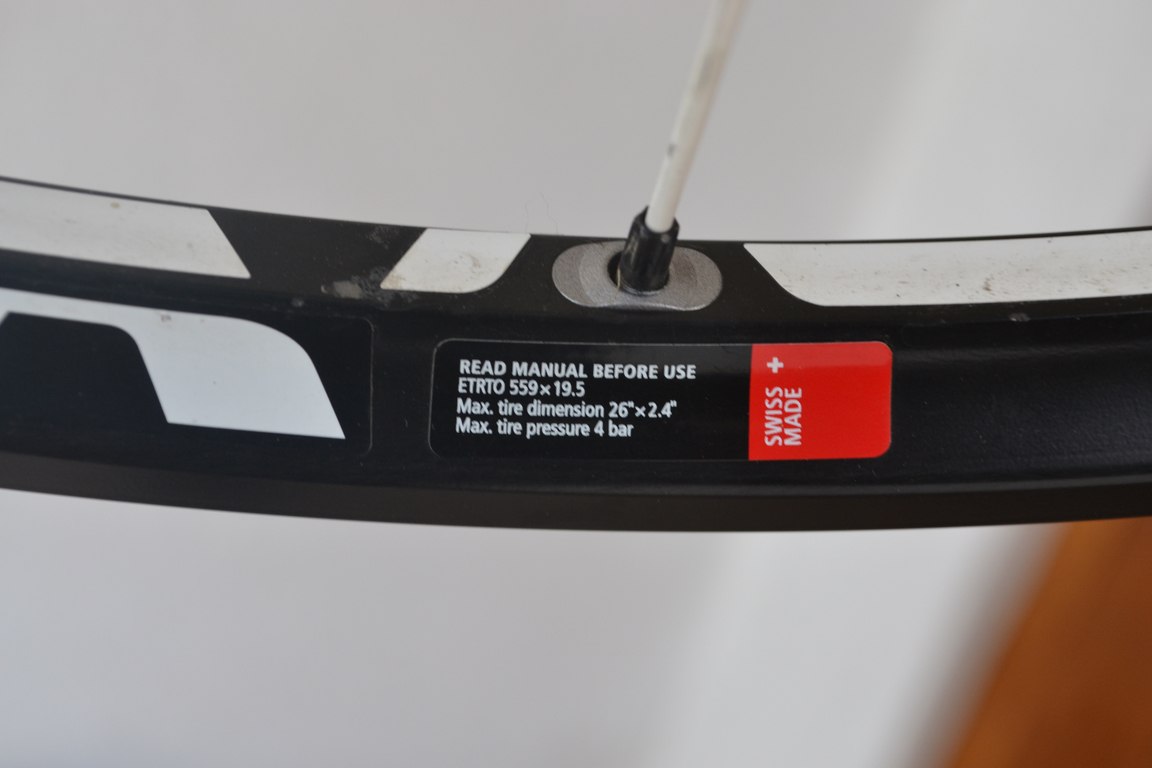 READ MANUAL BEFORE USE
ETRTO 559×19.5
Max. tire dimension 26"×2.4"
Max. tire pressure 4 bar
SWISS +
MADE